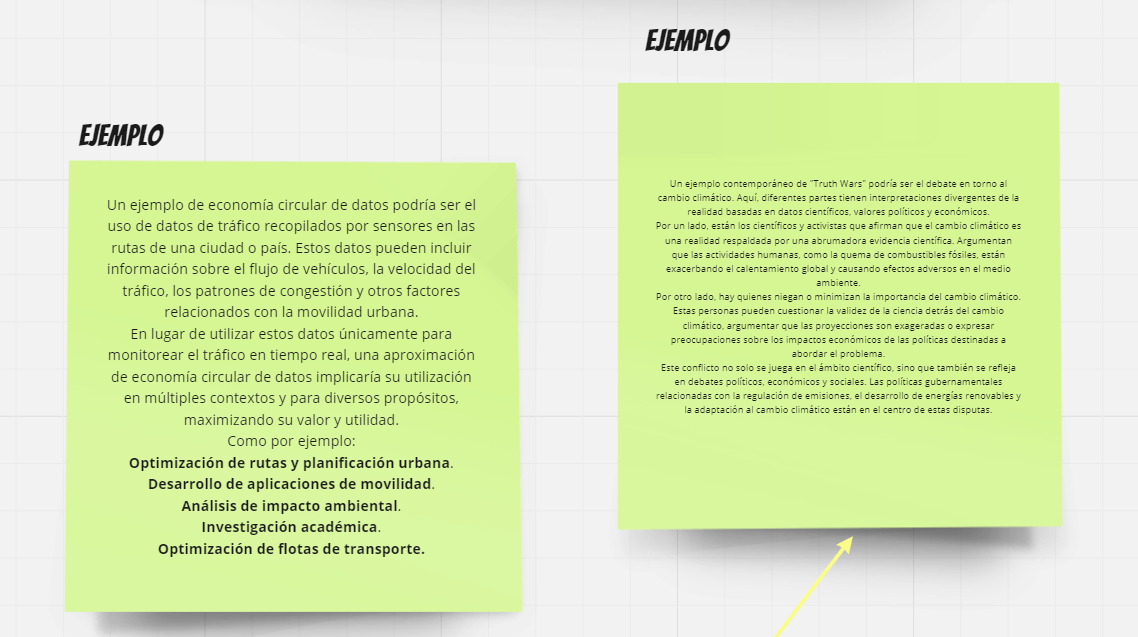 EJEMPLO
Un ejemplo de economía circular de datos podría ser el
uso de datos de tráfico recopilados por sensores en las
rutas de una ciudad o país. Estos datos pueden incluir
información sobre el flujo de vehículos, la velocidad del
tráfico, los patrones de congestión y otros factores
relacionados con la movilidad urbana.
En lugar de utilizar estos datos únicamente para
monitorear el tráfico en tiempo real, una aproximación
de economía circular de datos implicaría su utilización
en múltiples contextos y para diversos propósitos,
maximizando su valor y utilidad.
Como por ejemplo:
Optimización de rutas y planificación urbana.
Desarrollo de aplicaciones de movilidad.
Análisis de impacto ambiental.
Investigación académica.
Optimización de flotas de transporte.
EJEMPLO
Un ejemplo contemporáneo de "Truth Wars" podría ser el debate en torno al
cambio climático. Aquí, diferentes partes tienen interpretaciones divergentes de la
realidad basadas en datos científicos, valores políticos y económicos.
Por un lado, están los científicos y activistas que afirman que el cambio climático es
una realidad respaldada por una abrumadora evidencia científica. Argumentan
que las actividades humanas, como la quema de combustibles fósiles, están
exacerbando el calentamiento global y causando efectos adversos en el medio
ambiente.
Por otro lado, hay quienes niegan o minimizan la importancia del cambio climático.
Estas personas pueden cuestionar la validez de la ciencia detrás del cambio
climático, argumentar que las proyecciones son exageradas o expresar
preocupaciones sobre los impactos económicos de las políticas destinadas a
abordar el problema.
Este conflicto no solo se juega en el ámbito científico, sino que también se refleja
en debates políticos, económicos y sociales. Las políticas gubernamentales
relacionadas con la regulación de emisiones, el desarrollo de energías renovables y
la adaptación al cambio climático están en el centro de estas disputas.